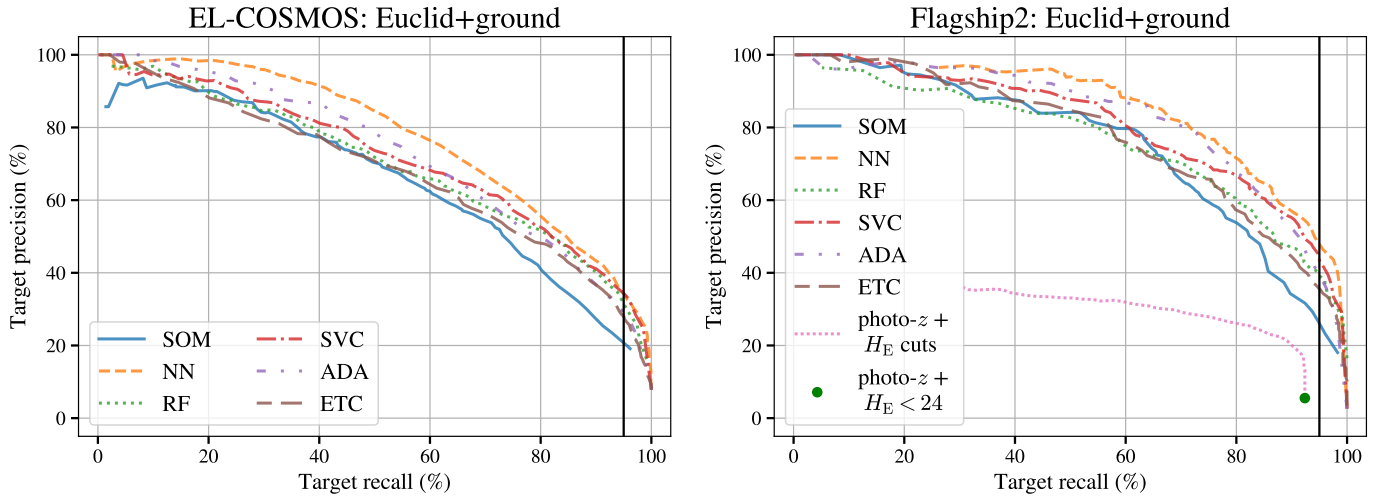 EL-COSMOS: Euclid+ground
Target precision (%)
100
80
60
40
20
0
SOM
NN
RF
SVC
ADA
ETC
0 20 40 60 80 100
Target recall (%)
Flagship2: Euclid+ground
Target precision (%)
100
80
60
40
20
0
SOM
NN
RF
SVC
ADA
ETC
photo-z +
H_E cuts
photo-z +
H_E < 24
0 20 40 60 80 100
Target recall (%)